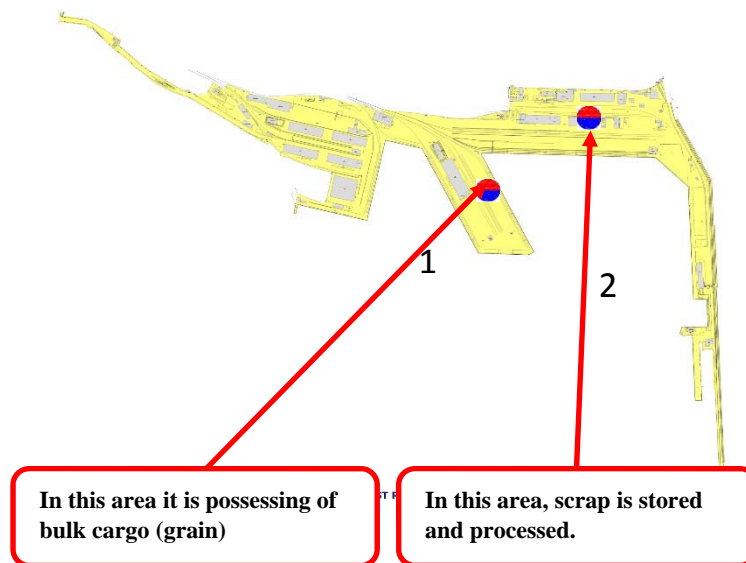 1
2
In this area it is possessing of
bulk cargo (grain)
ST F
In this area, scrap is stored
and processed.